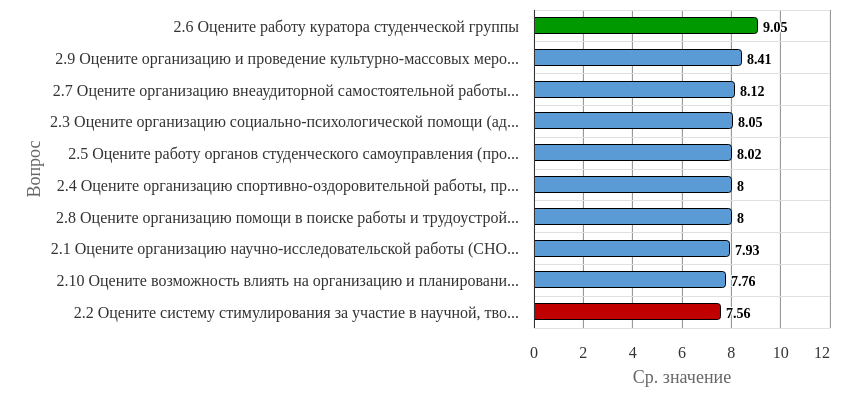 2.6 Оцените работу куратора студенческой группы 9.05
2.9 Оцените организацию и проведение культурно-массовых меро... 8.41
2.7 Оцените организацию внеаудиторной самостоятельной работы... 8.12
2.3 Оцените организацию социально-психологической помощи (ад... 8.05
2.5 Оцените работу органов студенческого самоуправления (про... 8.02
2.4 Оцените организацию спортивно-оздоровительной работы, пр... 8
2.8 Оцените организацию помощи в поиске работы и трудоустрой... 8
2.1 Оцените организацию научно-исследовательской работы (СНО... 7.93
2.10 Оцените возможность влиять на организацию и планировани... 7.76
2.2 Оцените систему стимулирования за участие в научной, тво... 7.56
Вопрос
0 2 4 6 8 10 12
Ср. значение